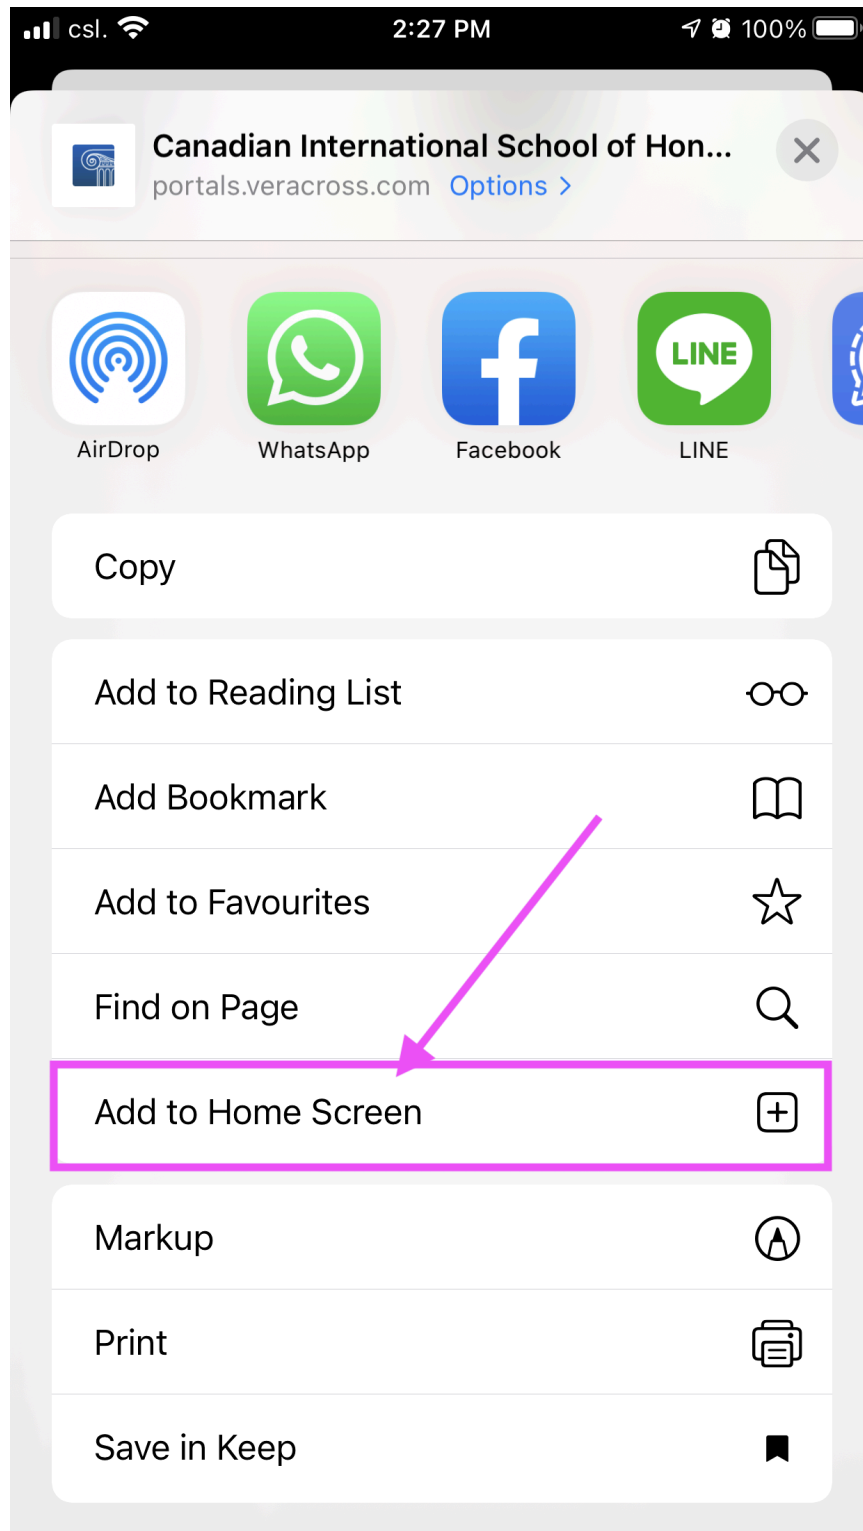 csl. 2:27 PM 100%
Canadian International School of Hon...
portals.veracross.com Options >
LINE
AirDrop WhatsApp Facebook LINE
Copy
Add to Reading List
Add Bookmark
Add to Favourites
Find on Page
Add to Home Screen
Markup
Print
Save in Keep